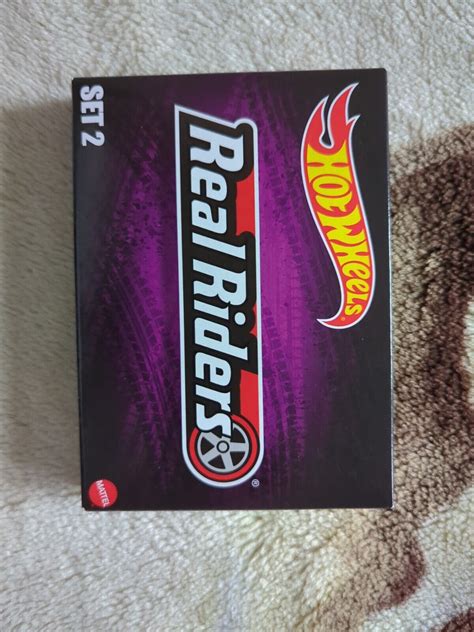 HOT WHEELS®
Real Riders®
SET 2
MATTEL